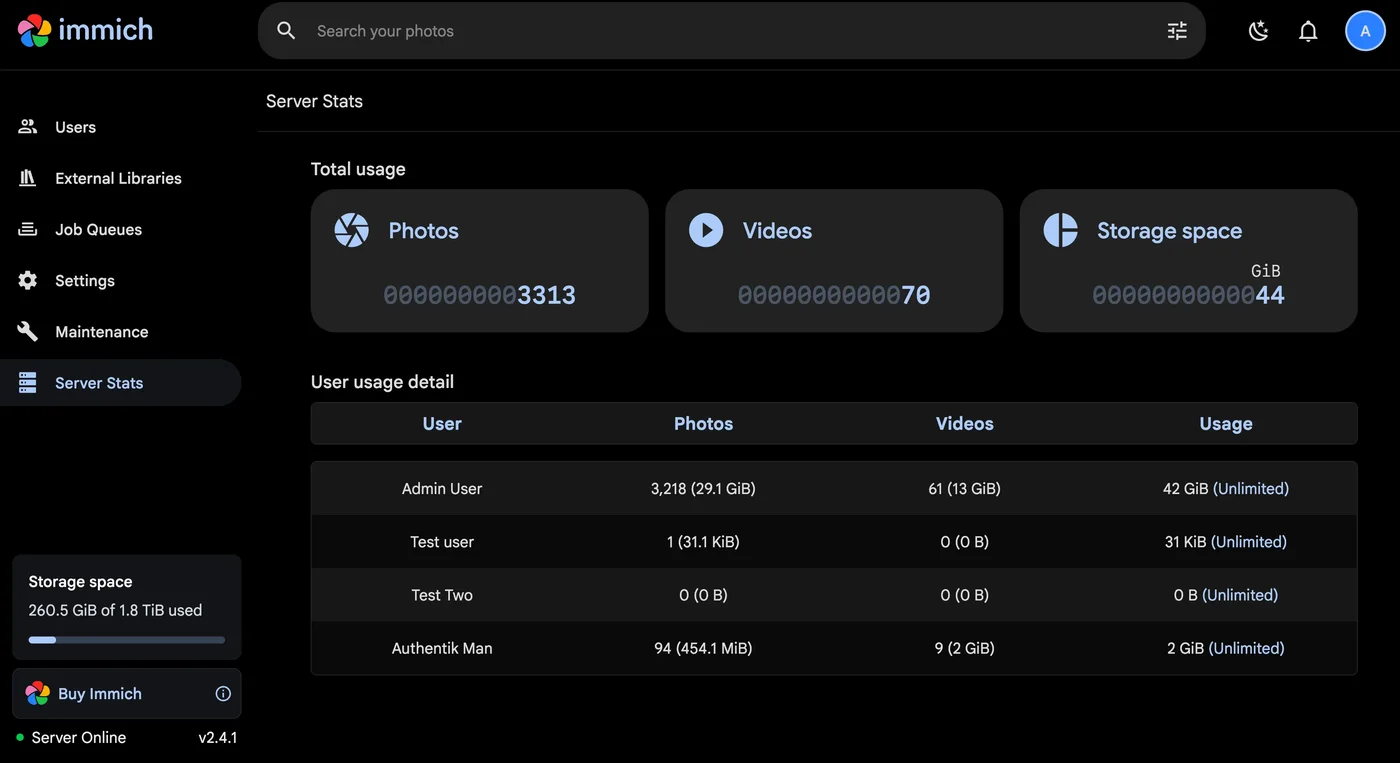 immich
Search your photos
A
Server Stats
Users
External Libraries
Job Queues
Settings
Maintenance
Server Stats
Total usage
Photos
0000000003313
Videos
0000000000070
Storage space
GiB
0000000000044
User usage detail
User Photos Videos Usage
Admin User 3,218 (29.1 GiB) 61 (13 GiB) 42 GiB (Unlimited)
Test user 1 (31.1 KiB) 0 (0 B) 31 KiB (Unlimited)
Test Two 0 (0 B) 0 (0 B) 0 B (Unlimited)
Authentik Man 94 (454.1 MiB) 9 (2 GiB) 2 GiB (Unlimited)
Storage space
260.5 GiB of 1.8 TiB used
Buy Immich
Server Online v2.4.1